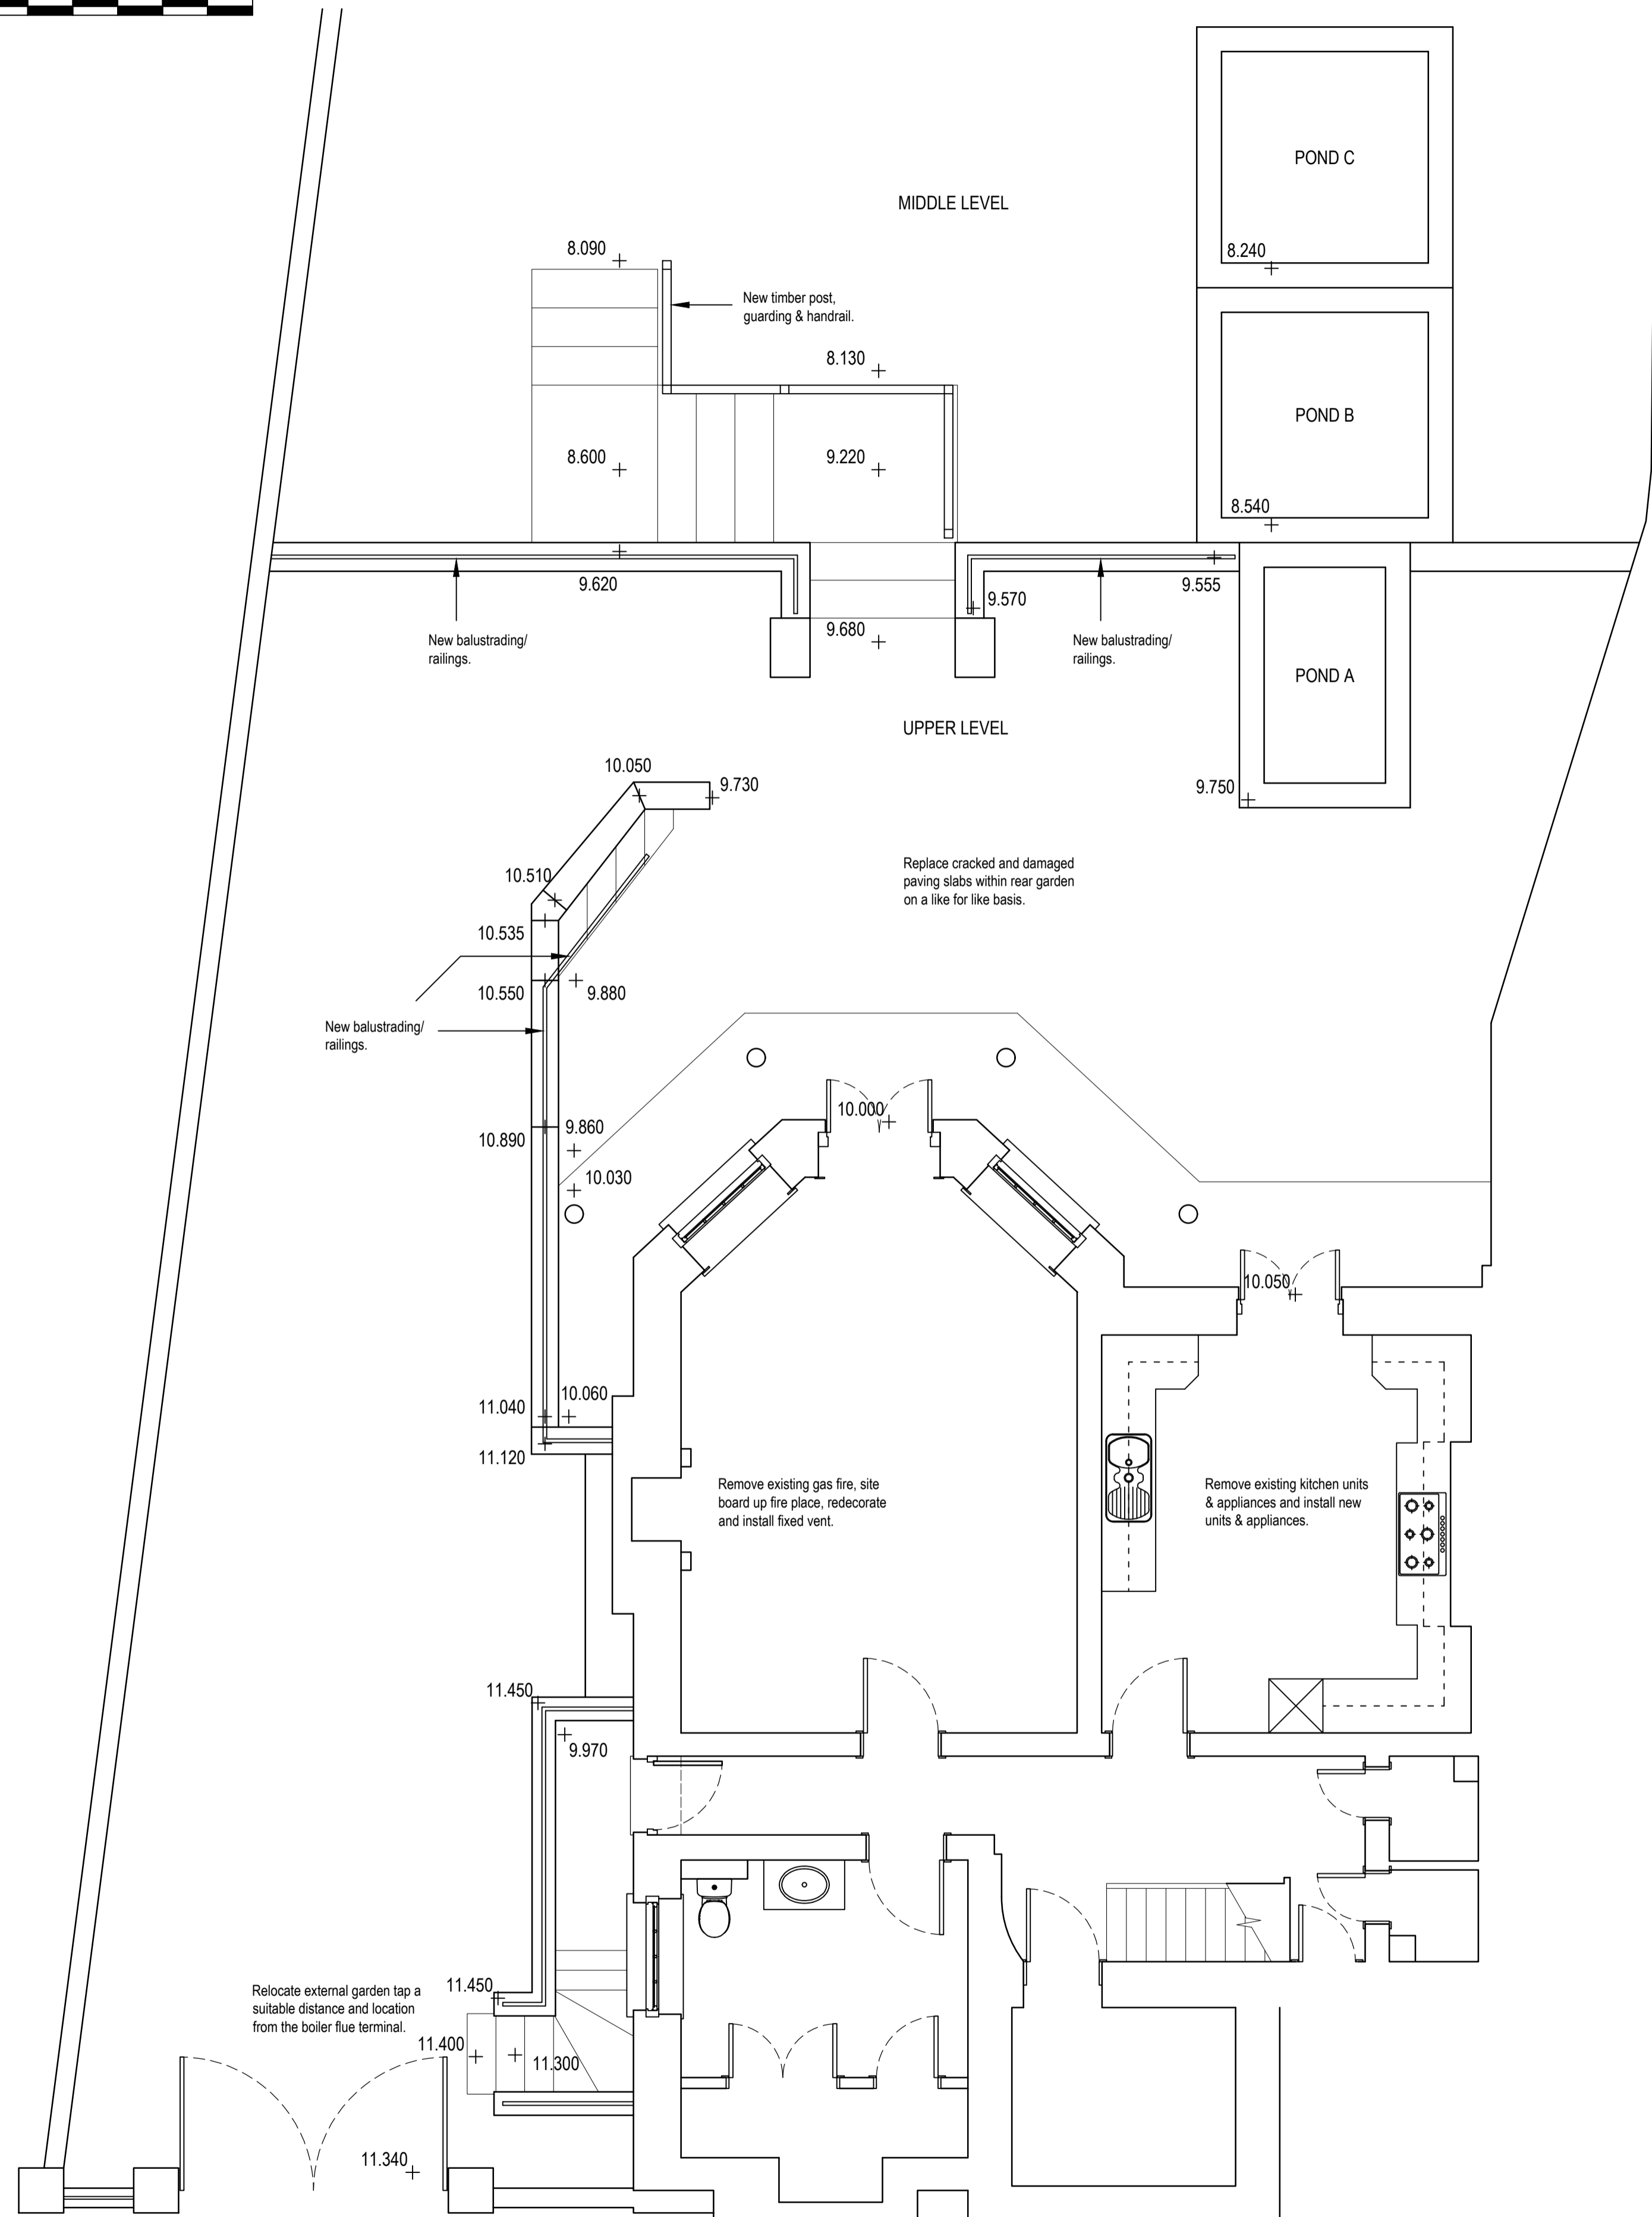 POND C
MIDDLE LEVEL
8.090
8.240
New timber post,
guarding & handrail.
8.130
POND B
8.600
9.220
8.540
9.620
9.570
9.555
9.680
New balustrading/
railings.
New balustrading/
railings.
POND A
UPPER LEVEL
10.050
9.730
9.750
Replace cracked and damaged
paving slabs within rear garden
on a like for like basis.
10.510
10.535
10.550
9.880
New balustrading/
railings.
10.000
10.890
9.860
10.030
10.050
10.060
11.040
11.120
Remove existing gas fire, site
board up fire place, redecorate
and install fixed vent.
Remove existing kitchen units
& appliances and install new
units & appliances.
11.450
9.970
11.450
Relocate external garden tap a
suitable distance and location
from the boiler flue terminal.
11.400
11.300
11.340